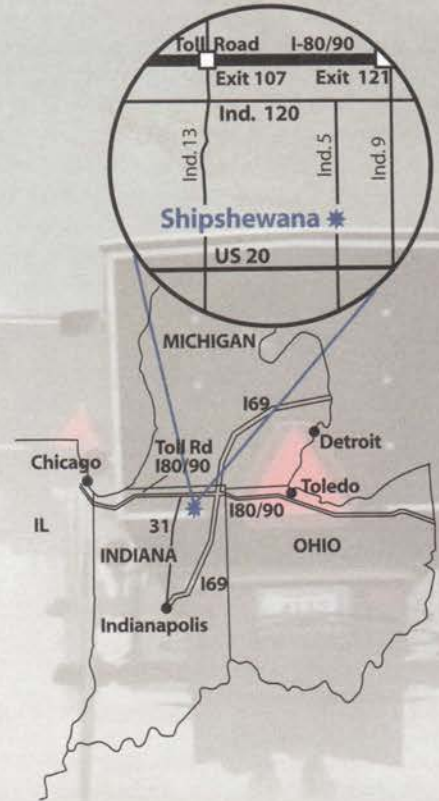 Toll Road I-80/90
Exit 107 Exit 121
Ind. 120
Ind. 13
Ind. 5
Ind. 9
Shipshewana
US 20
MICHIGAN
I69
Detroit
Toll Rd
I80/90
Chicago
Toledo
IL
31
I80/90
INDIANA
OHIO
I69
Indianapolis